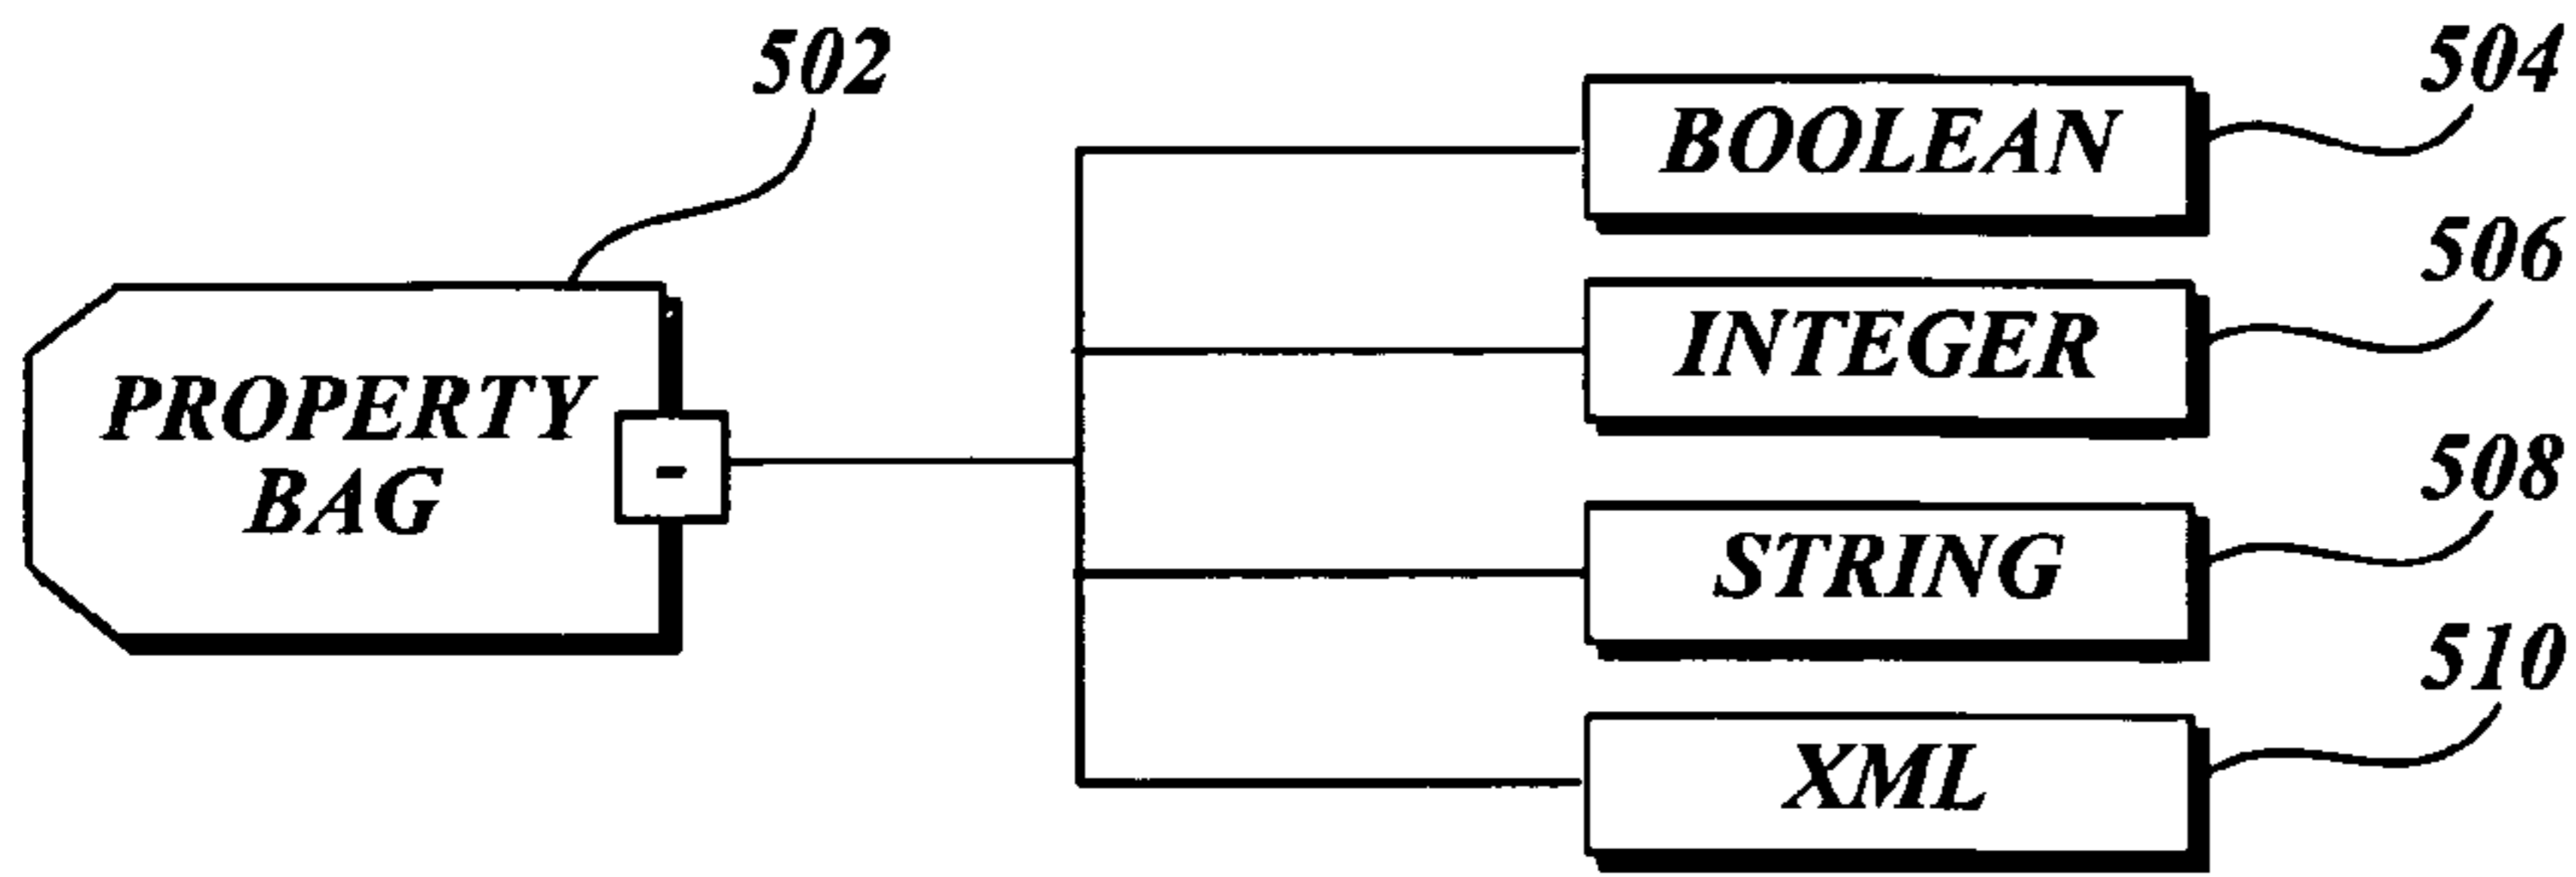 502
504
BOOLEAN
506
INTEGER
PROPERTY
BAG
-
508
STRING
510
XML